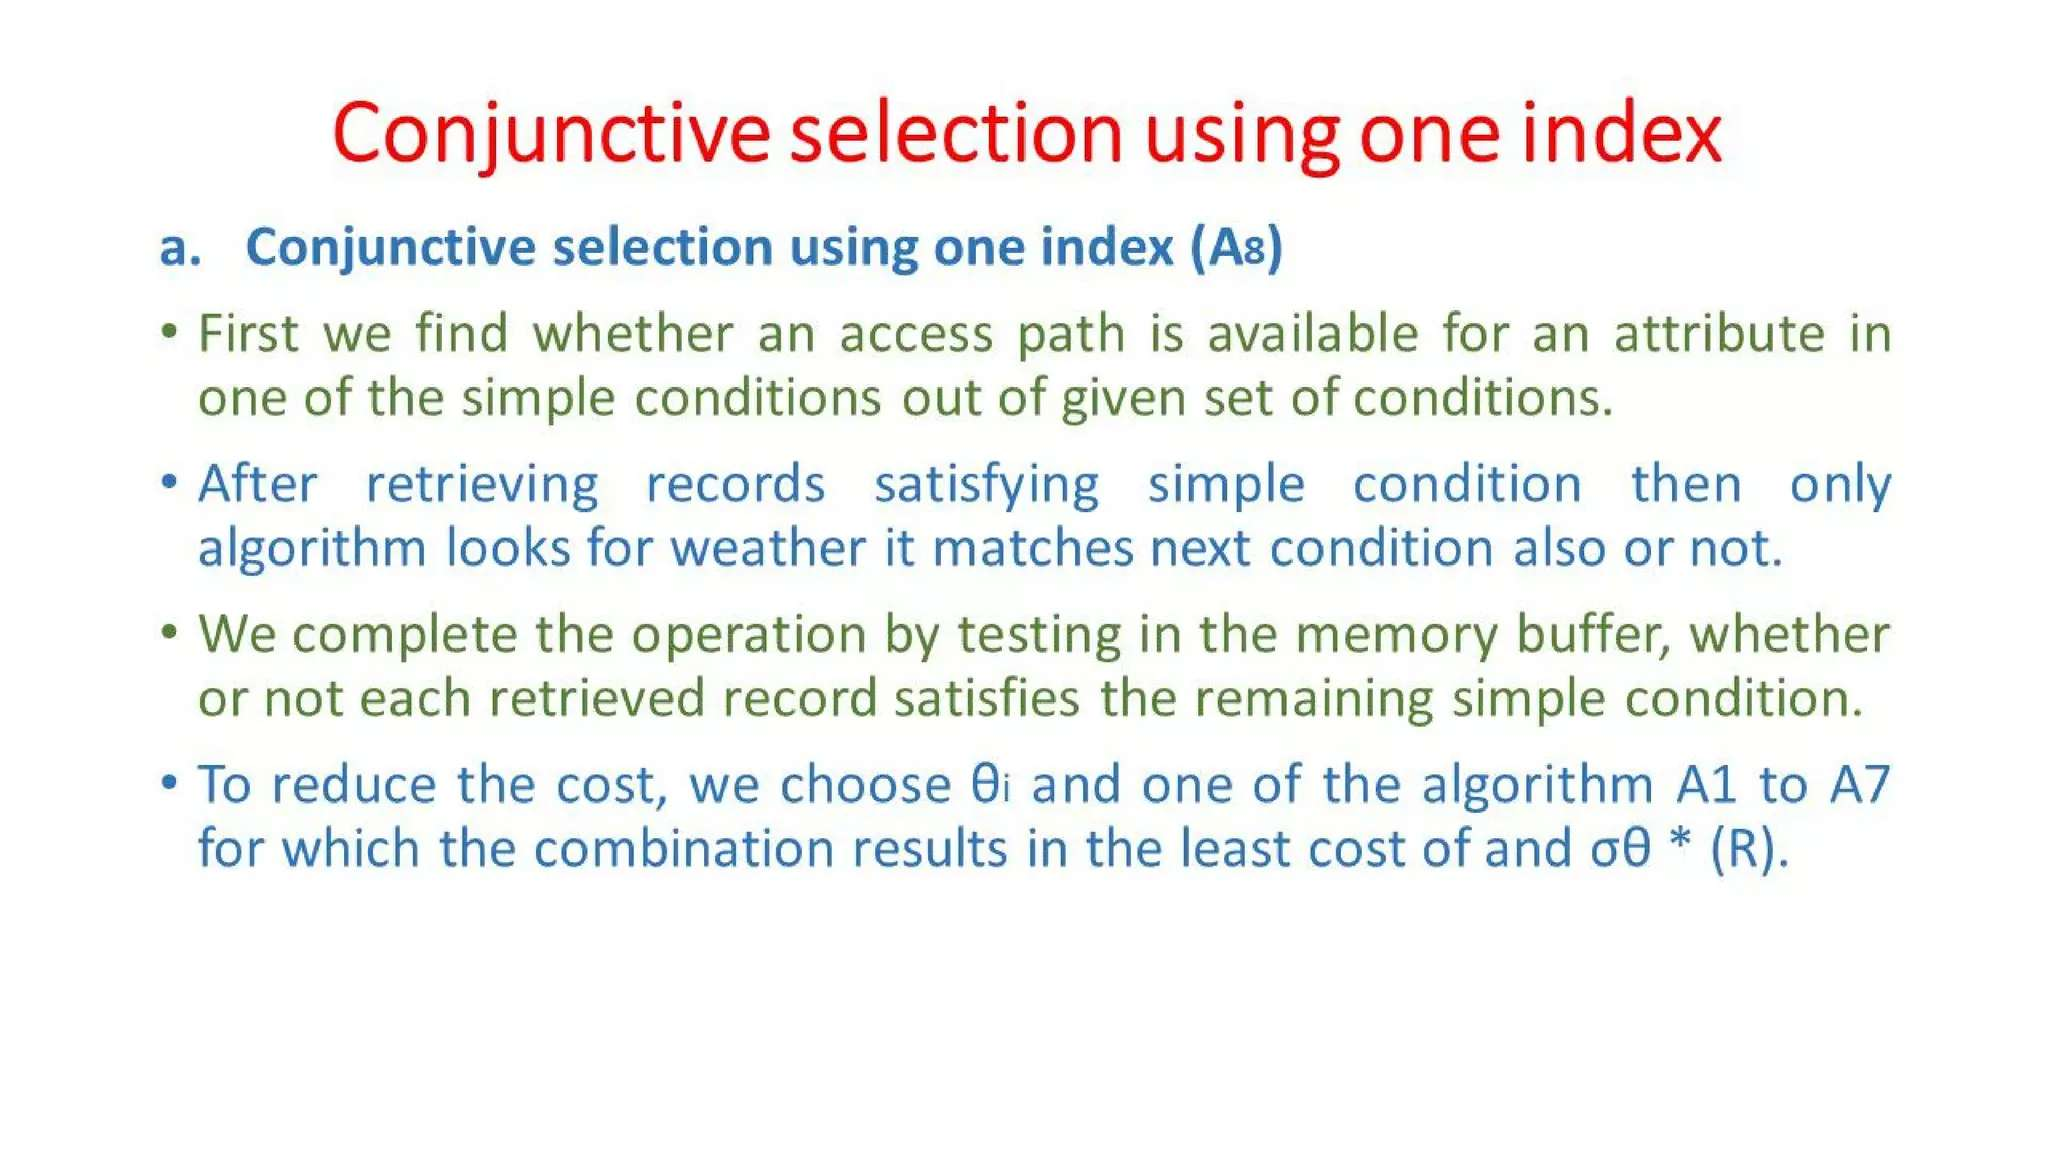 Conjunctive selection using one index
a. Conjunctive selection using one index (A8)
• First we find whether an access path is available for an attribute in
one of the simple conditions out of given set of conditions.
• After retrieving records satisfying simple condition then only
algorithm looks for weather it matches next condition also or not.
• We complete the operation by testing in the memory buffer, whether
or not each retrieved record satisfies the remaining simple condition.
• To reduce the cost, we choose θi and one of the algorithm A1 to A7
for which the combination results in the least cost of and σθ * (R).